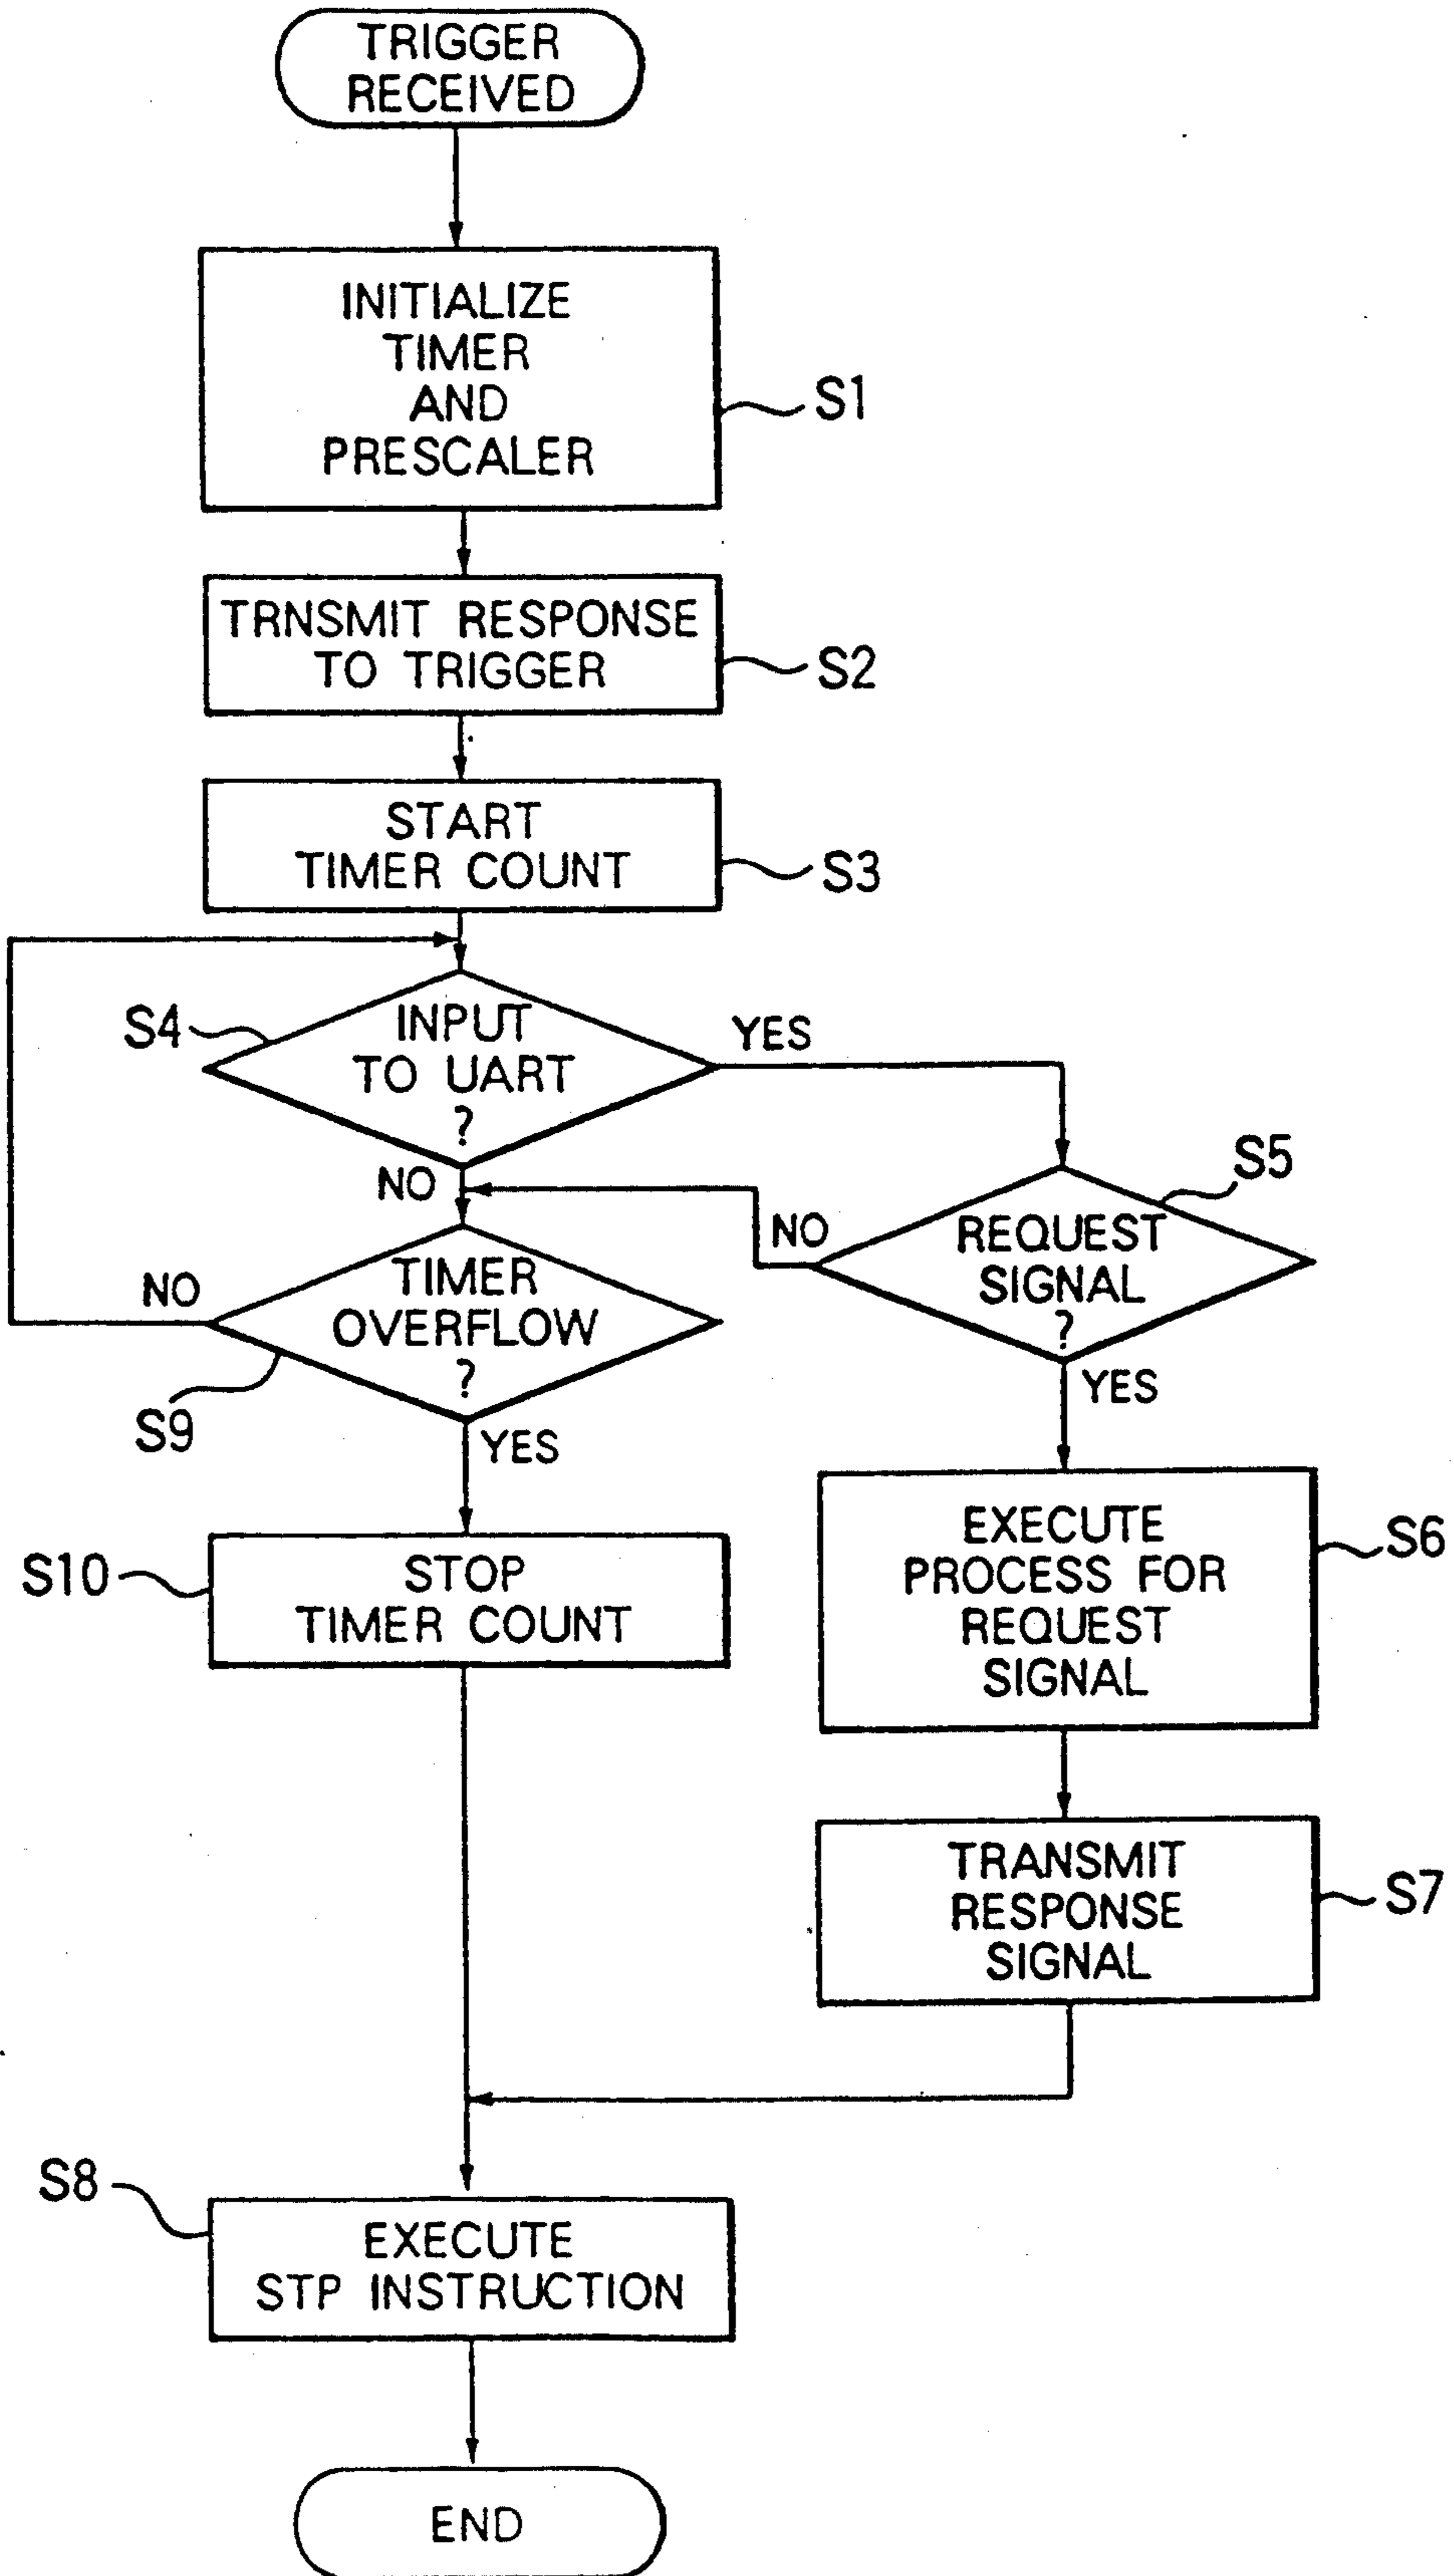 TRIGGER
RECEIVED
INITIALIZE
TIMER
AND
PRESCALER
S1
TRNSMIT RESPONSE
TO TRIGGER
S2
START
TIMER COUNT
S3
S4
INPUT
TO UART
?
YES
NO
S5
REQUEST
SIGNAL
?
NO
YES
TIMER
OVERFLOW
?
NO
S9
YES
S10
STOP
TIMER COUNT
EXECUTE
PROCESS FOR
REQUEST
SIGNAL
S6
TRANSMIT
RESPONSE
SIGNAL
S7
S8
EXECUTE
STP INSTRUCTION
END